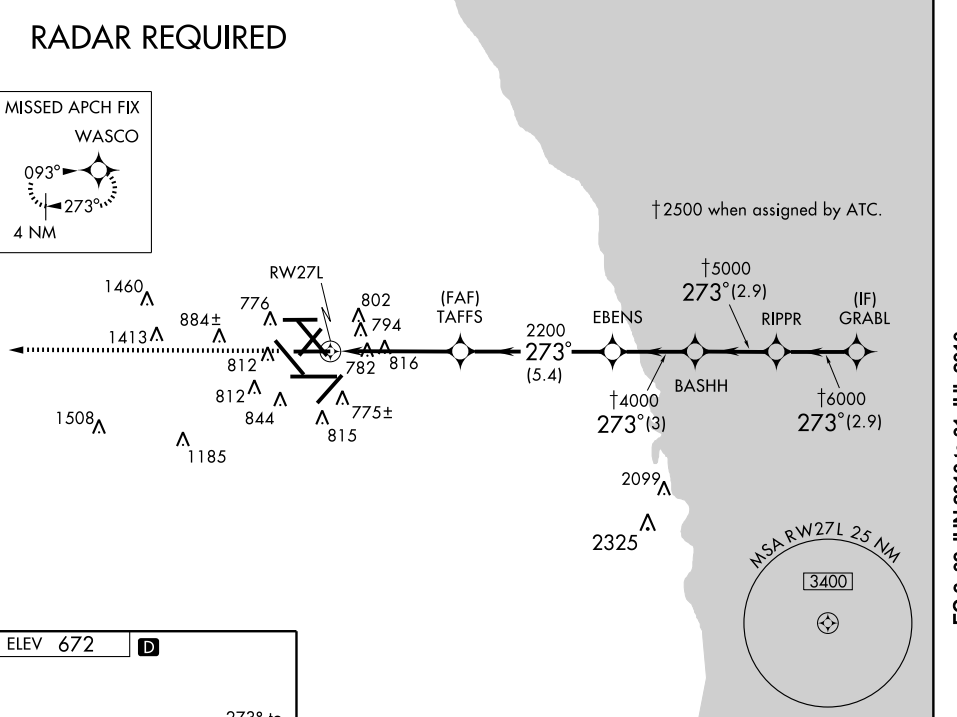 RADAR REQUIRED
MISSED APCH FIX
WASCO
093°
273°
4 NM
†2500 when assigned by ATC.
RW27L
1460
1413
884±
776
802
794
782
816
812
812
844
775±
815
1508
1185
(FAF)
TAFFS
2200
273°
(5.4)
EBENS
†4000
273°(3)
BASHH
†5000
273°(2.9)
RIPPR
(IF)
GRABL
†6000
273°(2.9)
2099
2325
MSA RW27L 25 NM
3400
ELEV 672
D